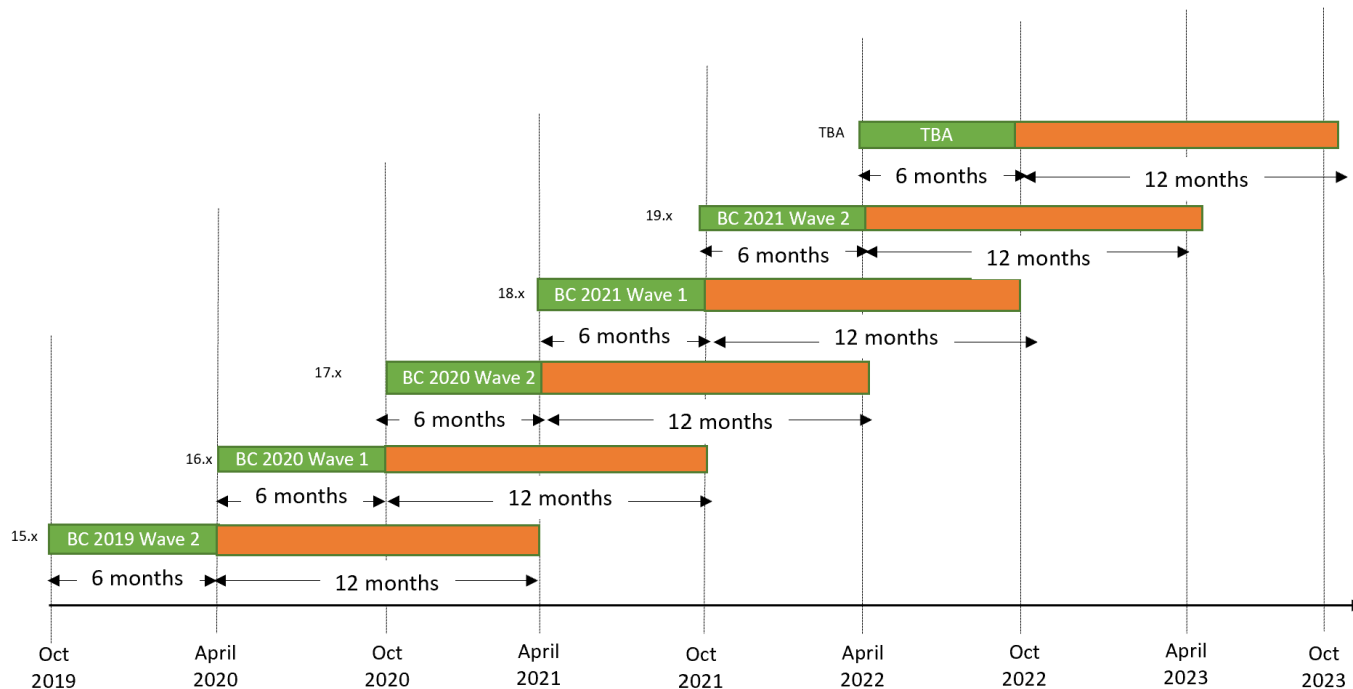 TBA
TBA
6 months
12 months
19.x
BC 2021 Wave 2
6 months
12 months
18.x
BC 2021 Wave 1
6 months
12 months
17.x
BC 2020 Wave 2
6 months
12 months
16.x
BC 2020 Wave 1
6 months
12 months
15.x
BC 2019 Wave 2
6 months
12 months
Oct
2019
April
2020
Oct
2020
April
2021
Oct
2021
April
2022
Oct
2022
April
2023
Oct
2023